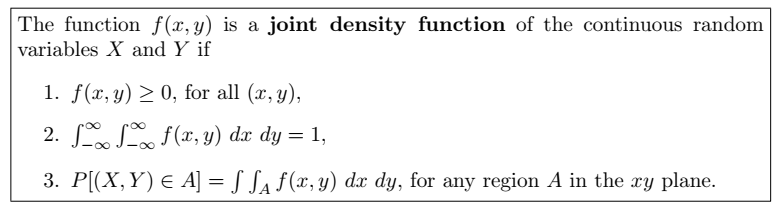 The function f(x, y) is a joint density function of the continuous random
variables X and Y if
1. f(x, y) ≥ 0, for all (x, y),
2. ∫_{−∞}^{∞} ∫_{−∞}^{∞} f(x, y) dx dy = 1,
3. P[(X, Y) ∈ A] = ∫ ∫_A f(x, y) dx dy, for any region A in the xy plane.